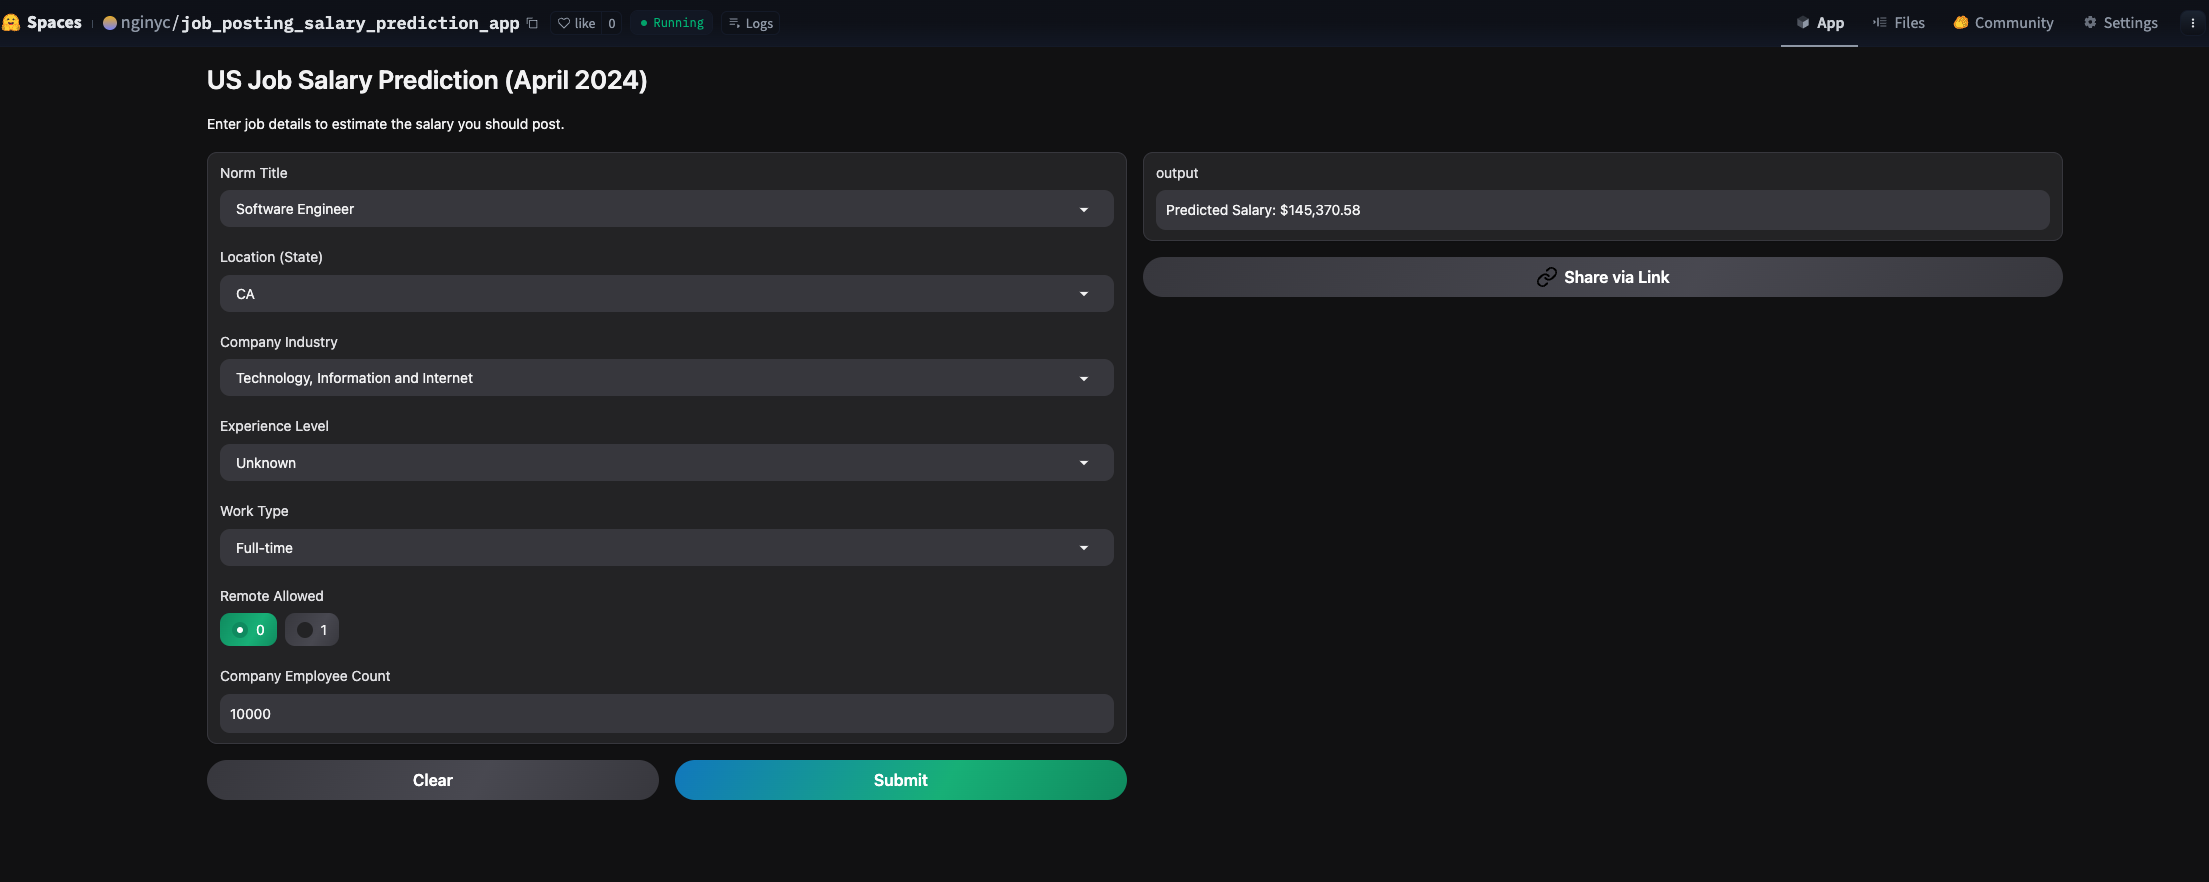 Spaces nginyc/job_posting_salary_prediction_app like 0 Running Logs App Files Community Settings
US Job Salary Prediction (April 2024)
Enter job details to estimate the salary you should post.
Norm Title
Software Engineer
Location (State)
CA
Company Industry
Technology, Information and Internet
Experience Level
Unknown
Work Type
Full-time
Remote Allowed
0 1
Company Employee Count
10000
Clear Submit
output
Predicted Salary: $145,370.58
Share via Link